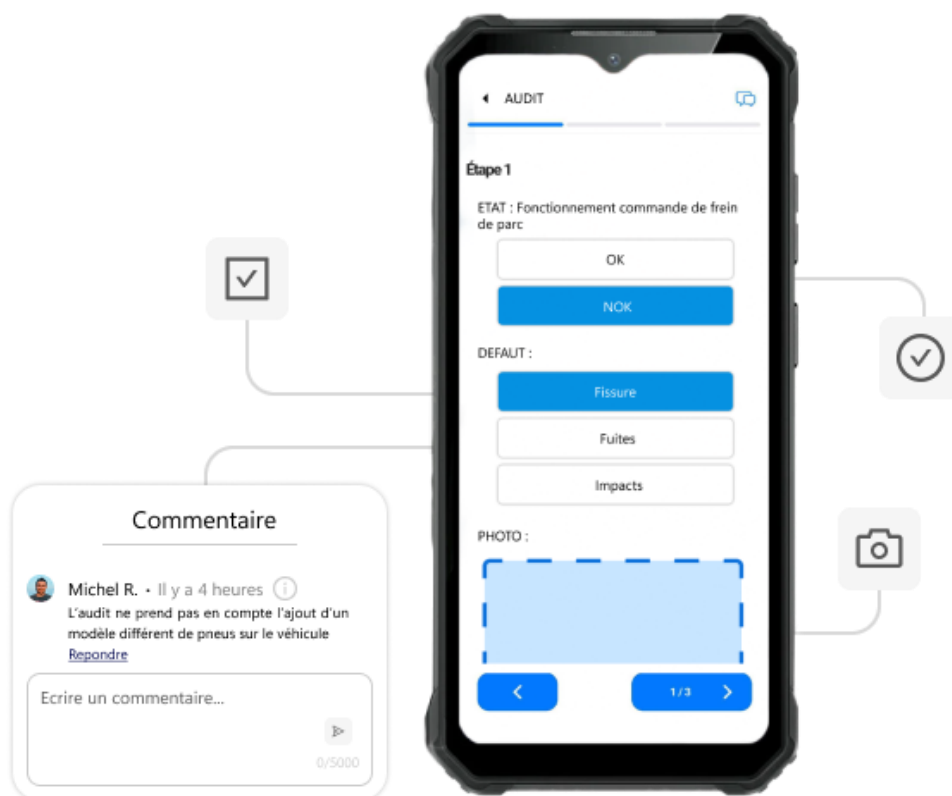 AUDIT
Étape 1
ETAT : Fonctionnement commande de frein
de parc
OK
NOK
DEFAUT :
Fissure
Fuites
Impacts
PHOTO :
1/3
Commentaire
Michel R. • Il y a 4 heures
L'audit ne prend pas en compte l'ajout d'un
modèle différent de pneus sur le véhicule
Repondre
Ecrire un commentaire...
0/5000